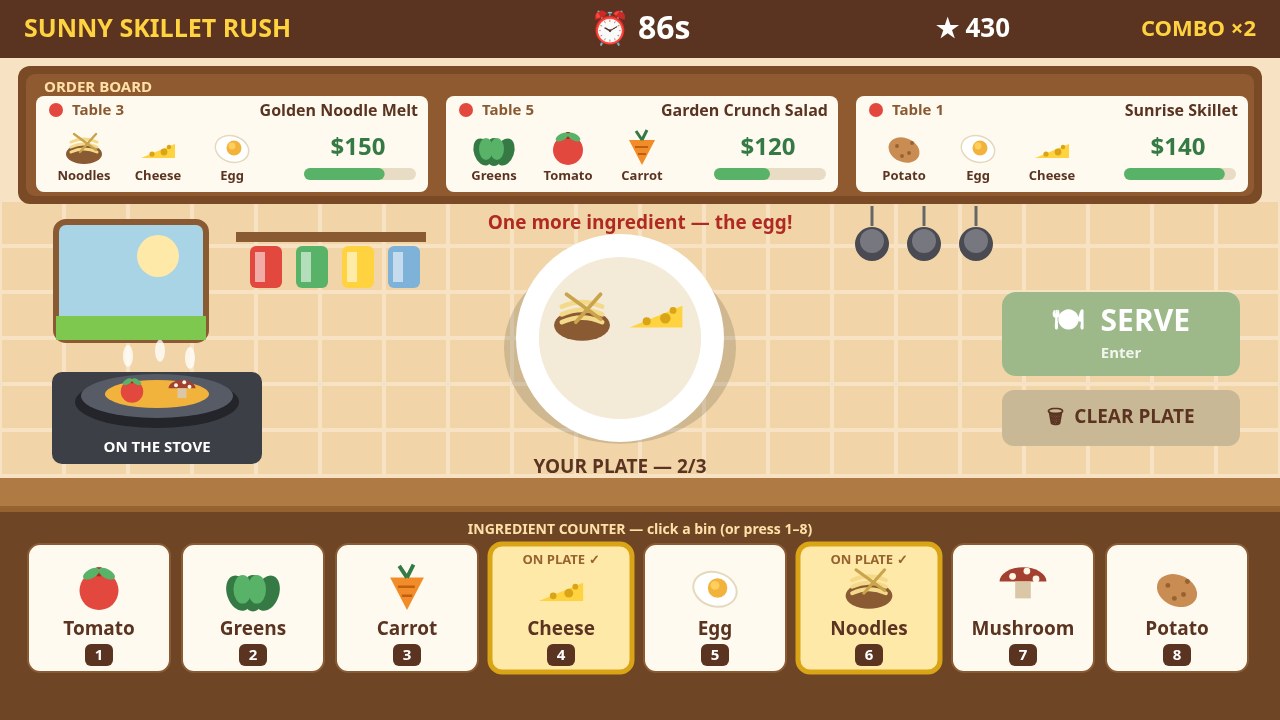 SUNNY SKILLET RUSH
⏰ 86s
★ 430
COMBO ×2
ORDER BOARD
Table 3
Golden Noodle Melt
$150
Noodles
Cheese
Egg
Table 5
Garden Crunch Salad
$120
Greens
Tomato
Carrot
Table 1
Sunrise Skillet
$140
Potato
Egg
Cheese
One more ingredient — the egg!
SERVE
Enter
CLEAR PLATE
ON THE STOVE
YOUR PLATE — 2/3
INGREDIENT COUNTER — click a bin (or press 1–8)
Tomato
1
Greens
2
Carrot
3
ON PLATE ✓
Cheese
4
Egg
5
ON PLATE ✓
Noodles
6
Mushroom
7
Potato
8